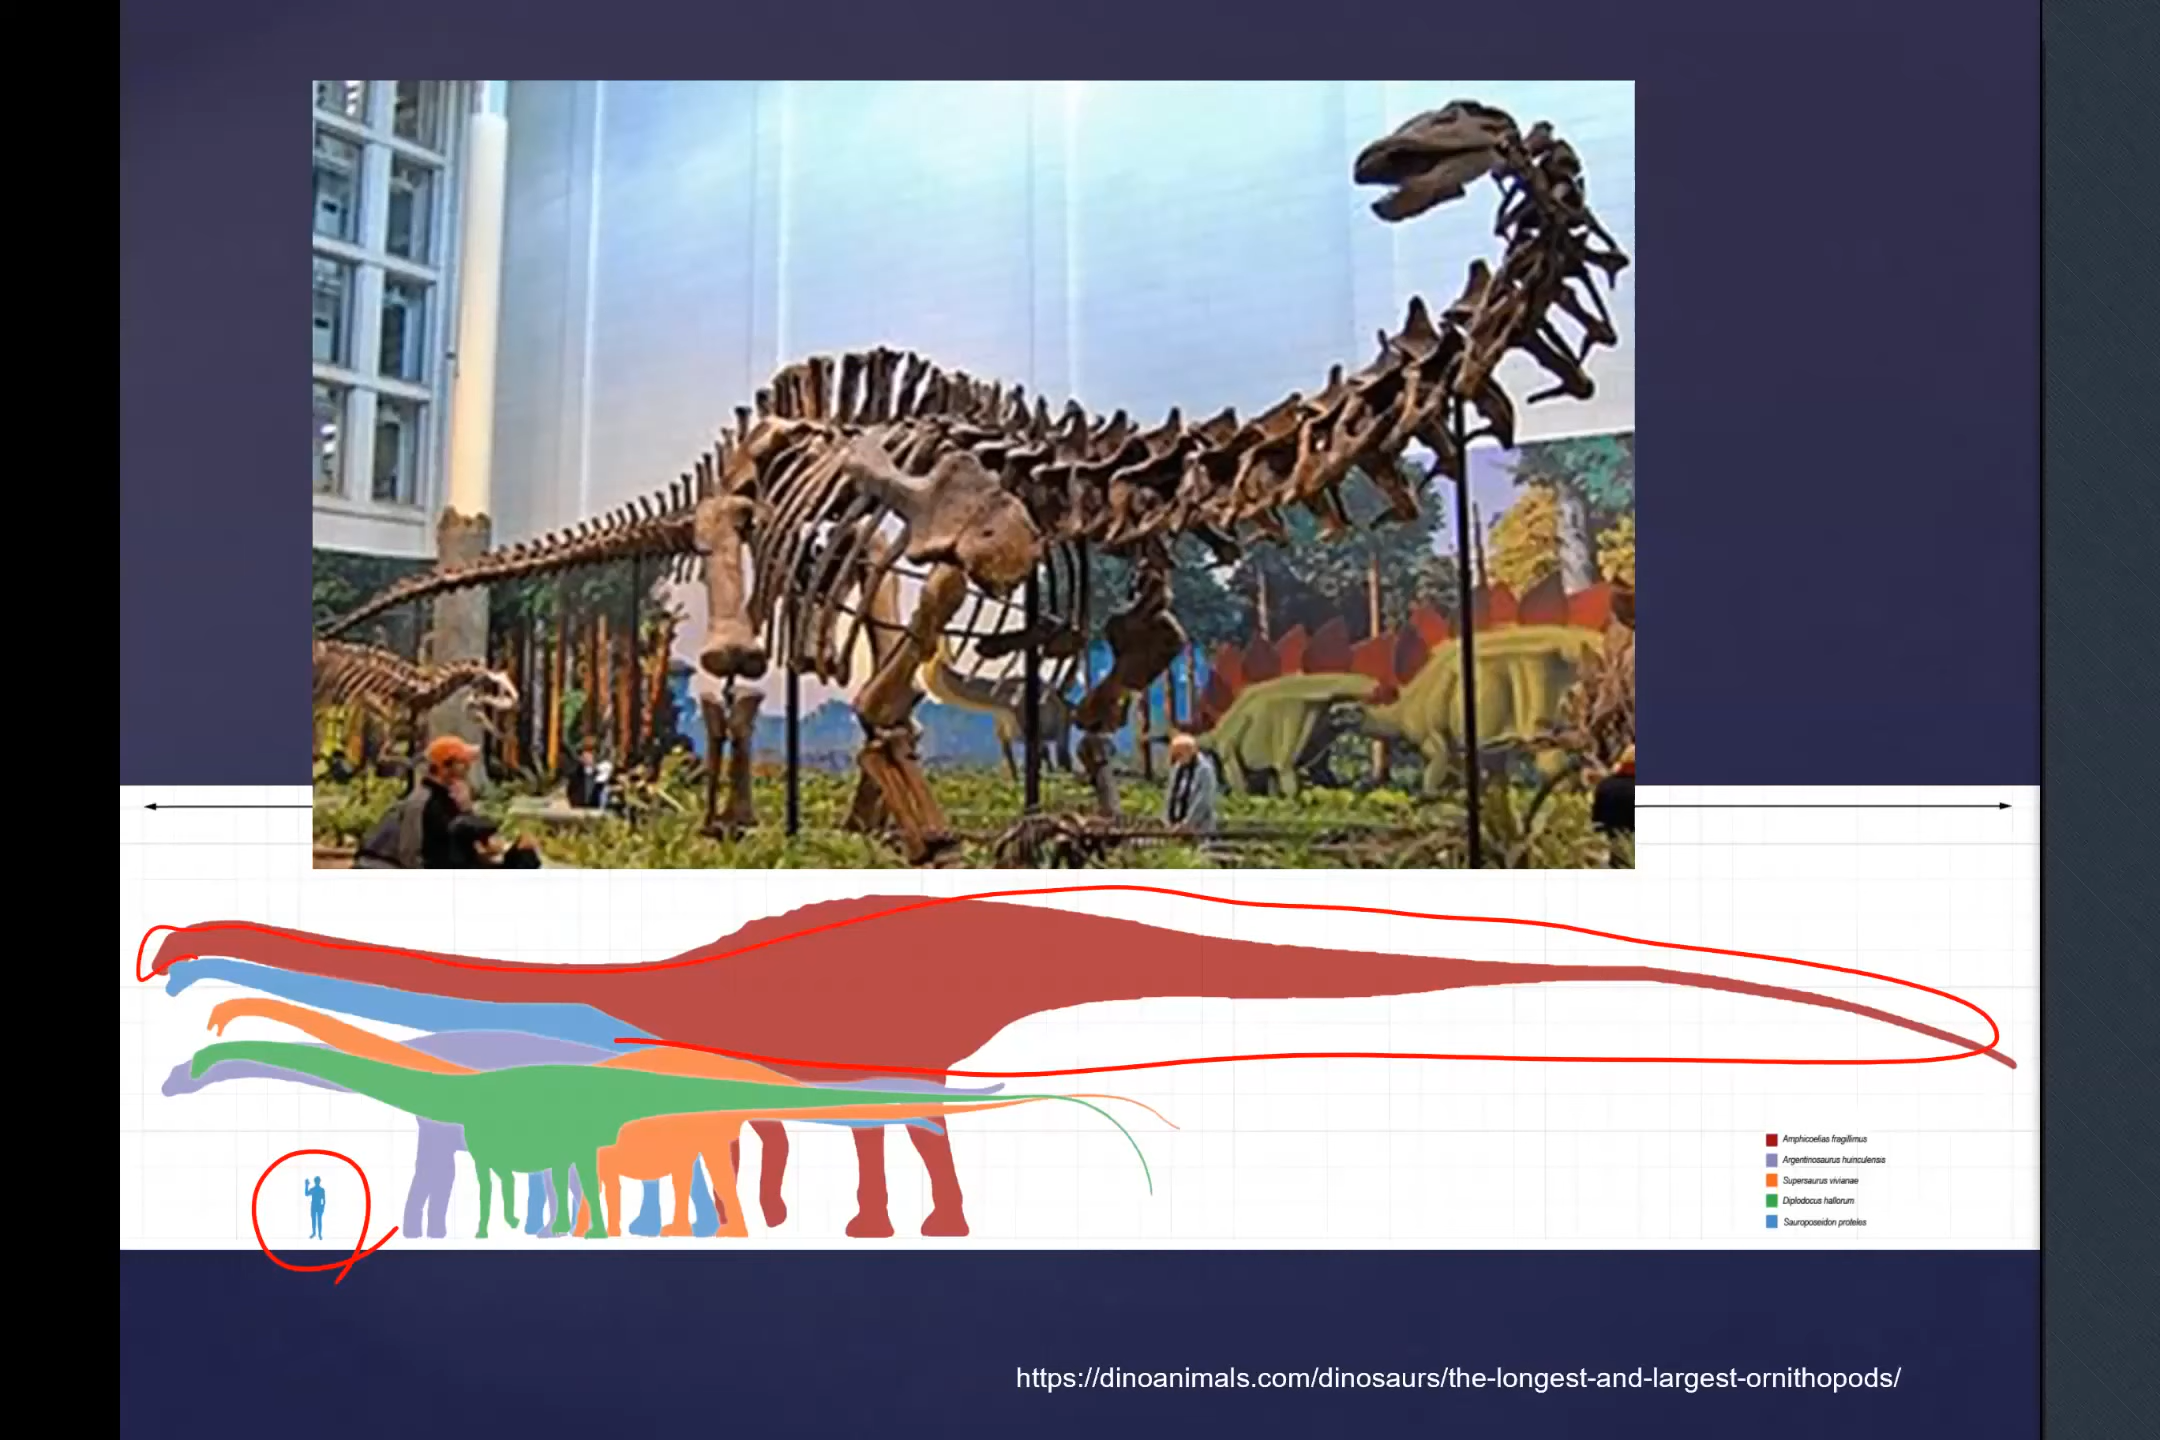 Amphicoelias fragillimus
Argentinosaurus huinculensis
Supersaurus vivianae
Diplodocus hallorum
Sauroposeidon proteles
https://dinoanimals.com/dinosaurs/the-longest-and-largest-ornithopods/